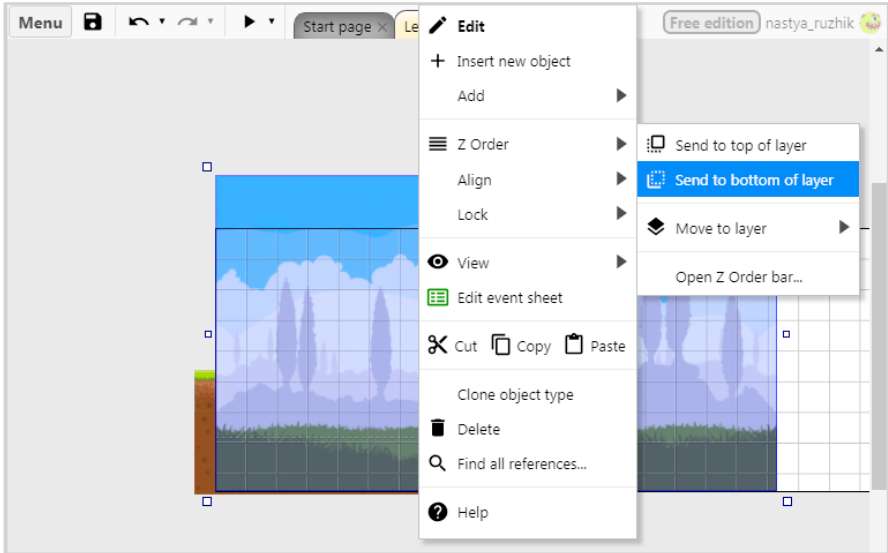 Menu
Start page
Le
Free edition
nastya_ruzhik
Edit
Insert new object
Add
Z Order
Align
Lock
View
Edit event sheet
Cut Copy Paste
Clone object type
Delete
Find all references...
Help
Send to top of layer
Send to bottom of layer
Move to layer
Open Z Order bar...